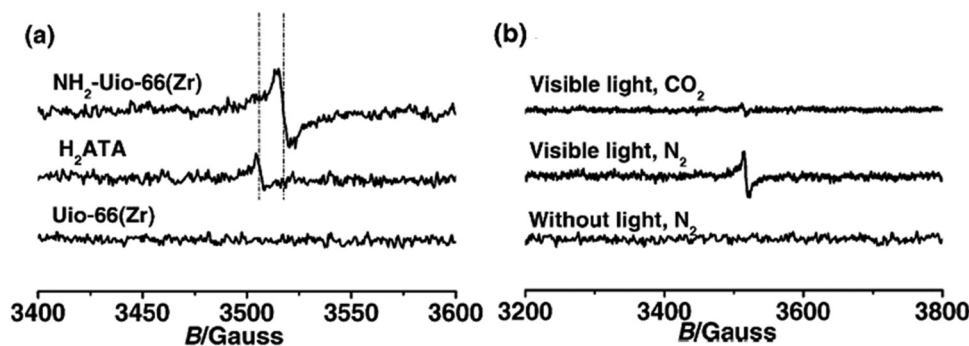 (a)
NH₂-Uio-66(Zr)
H₂ATA
Uio-66(Zr)
3400 3450 3500 3550 3600
B/Gauss
(b)
Visible light, CO₂
Visible light, N₂
Without light, N₂
3200 3400 3600 3800
B/Gauss